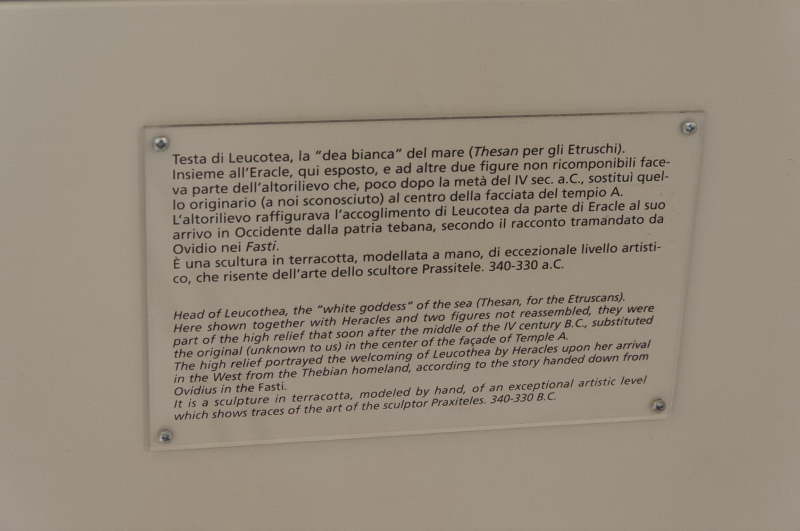 Testa di Leucotea, la "dea bianca" del mare (Thesan per gli Etruschi).
Insieme all'Eracle, qui esposto, e ad altre due figure non ricomponibili face-
va parte dell'altorilievo che, poco dopo la metà del IV sec. a.C., sostituì quel-
lo originario (a noi sconosciuto) al centro della facciata del tempio A.
L'altorilievo raffigurava l'accoglimento di Leucotea da parte di Eracle al suo
arrivo in Occidente dalla patria tebana, secondo il racconto tramandato da
Ovidio nei Fasti.
È una scultura in terracotta, modellata a mano, di eccezionale livello artisti-
co, che risente dell'arte dello scultore Prassitele. 340-330 a.C.
Head of Leucothea, the "white goddess" of the sea (Thesan, for the Etruscans).
Here shown together with Heracles and two figures not reassembled, they were
part of the high relief that soon after the middle of the IV century B.C., substituted
the original (unknown to us) in the center of the façade of Temple A.
The high relief portrayed the welcoming of Leucothea by Heracles upon her arrival
in the West from the Thebian homeland, according to the story handed down from
Ovidius in the Fasti.
It is a sculpture in terracotta, modeled by hand, of an exceptional artistic level
which shows traces of the art of the sculptor Praxiteles. 340-330 B.C.